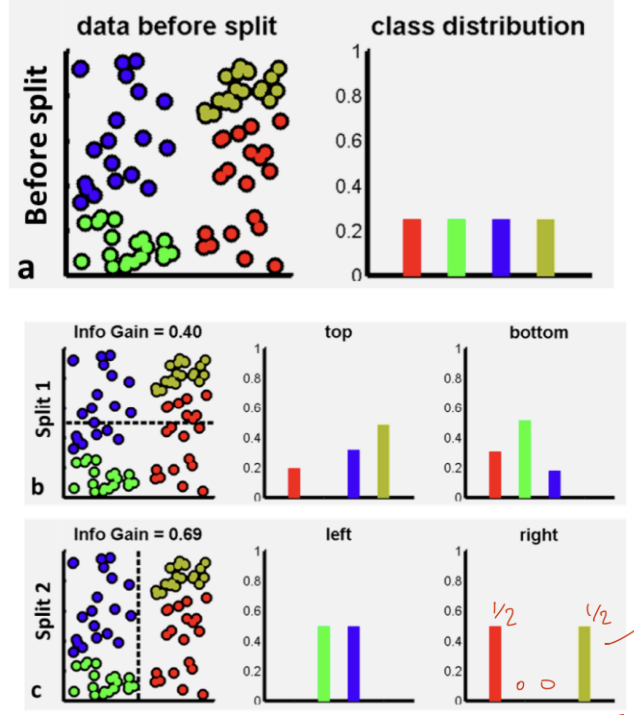 data before split
class distribution
Before split
1
0.8
0.6
0.4
0.2
0
a
Info Gain = 0.40
top
bottom
Split 1
1
0.8
0.6
0.4
0.2
0
1
0.8
0.6
0.4
0.2
0
b
Info Gain = 0.69
left
right
Split 2
1
0.8
0.6
0.4
0.2
0
1
0.8
0.6
0.4
0.2
0
1/2
1/2
0 0
c